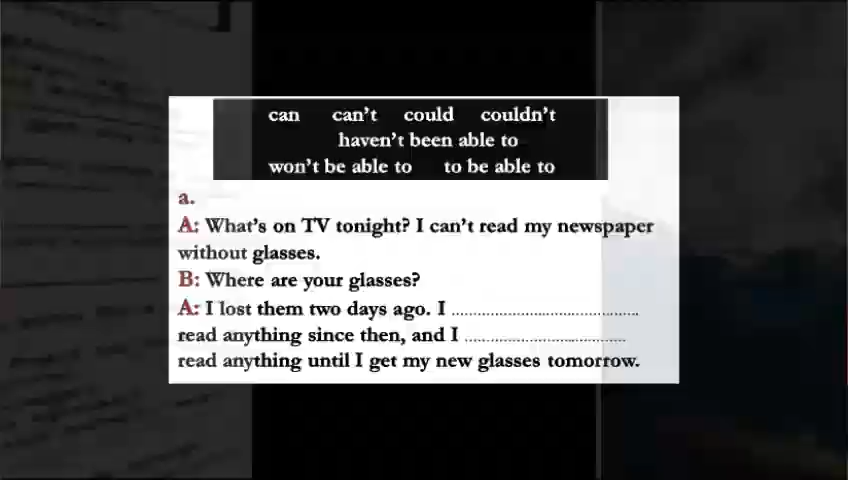 can can't could couldn't
haven't been able to
won't be able to to be able to
a.
A: What's on TV tonight? I can't read my newspaper
without glasses.
B: Where are your glasses?
A: I lost them two days ago. I ..........................................
read anything since then, and I ....................................
read anything until I get my new glasses tomorrow.